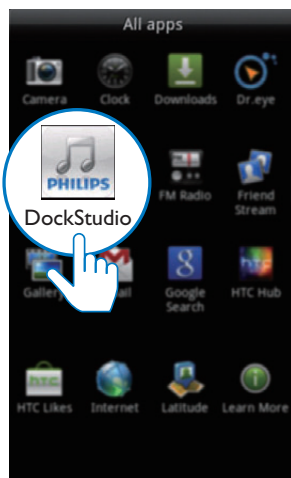 All apps
Camera
Clock
Downloads
Dr.eye
PHILIPS
DockStudio
FM Radio
Friend
Stream
Gallery
Google
Search
HTC Hub
hTC
HTC Likes
Internet
Latitude
Learn More